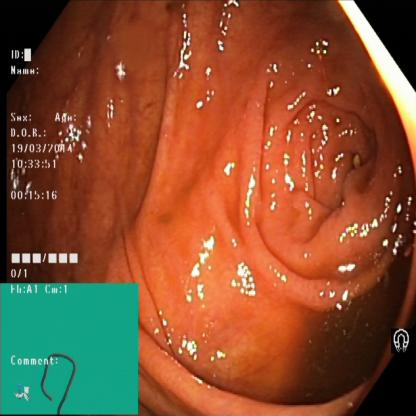 ID:
Name:
Sex: Age:
D.O.B.:
19/03/2014
10:33:51
00:15:16
■■■/■■■
0/1
Eh:A1 Cm:1
Comment: